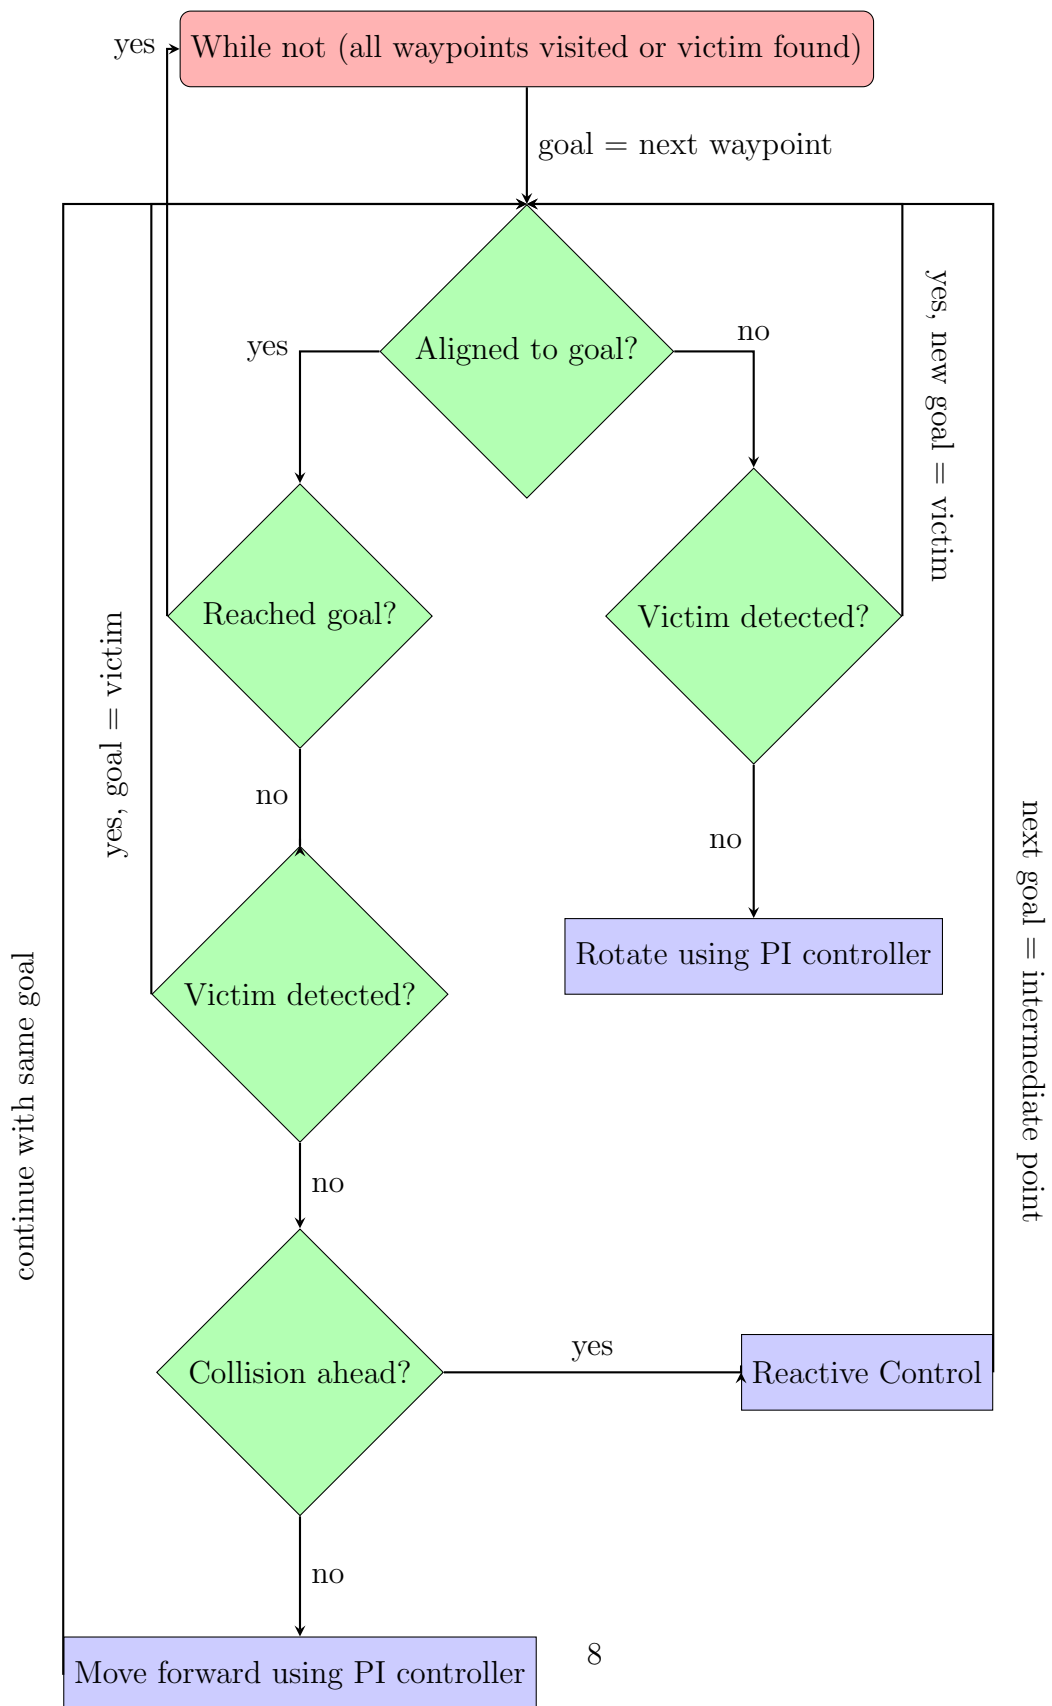 yes
While not (all waypoints visited or victim found)
goal = next waypoint
Aligned to goal?
yes
no
yes, new goal = victim
Reached goal?
Victim detected?
yes, goal = victim
no
no
Rotate using PI controller
next goal = intermediate point
Victim detected?
continue with same goal
no
Collision ahead?
yes
Reactive Control
no
Move forward using PI controller
8